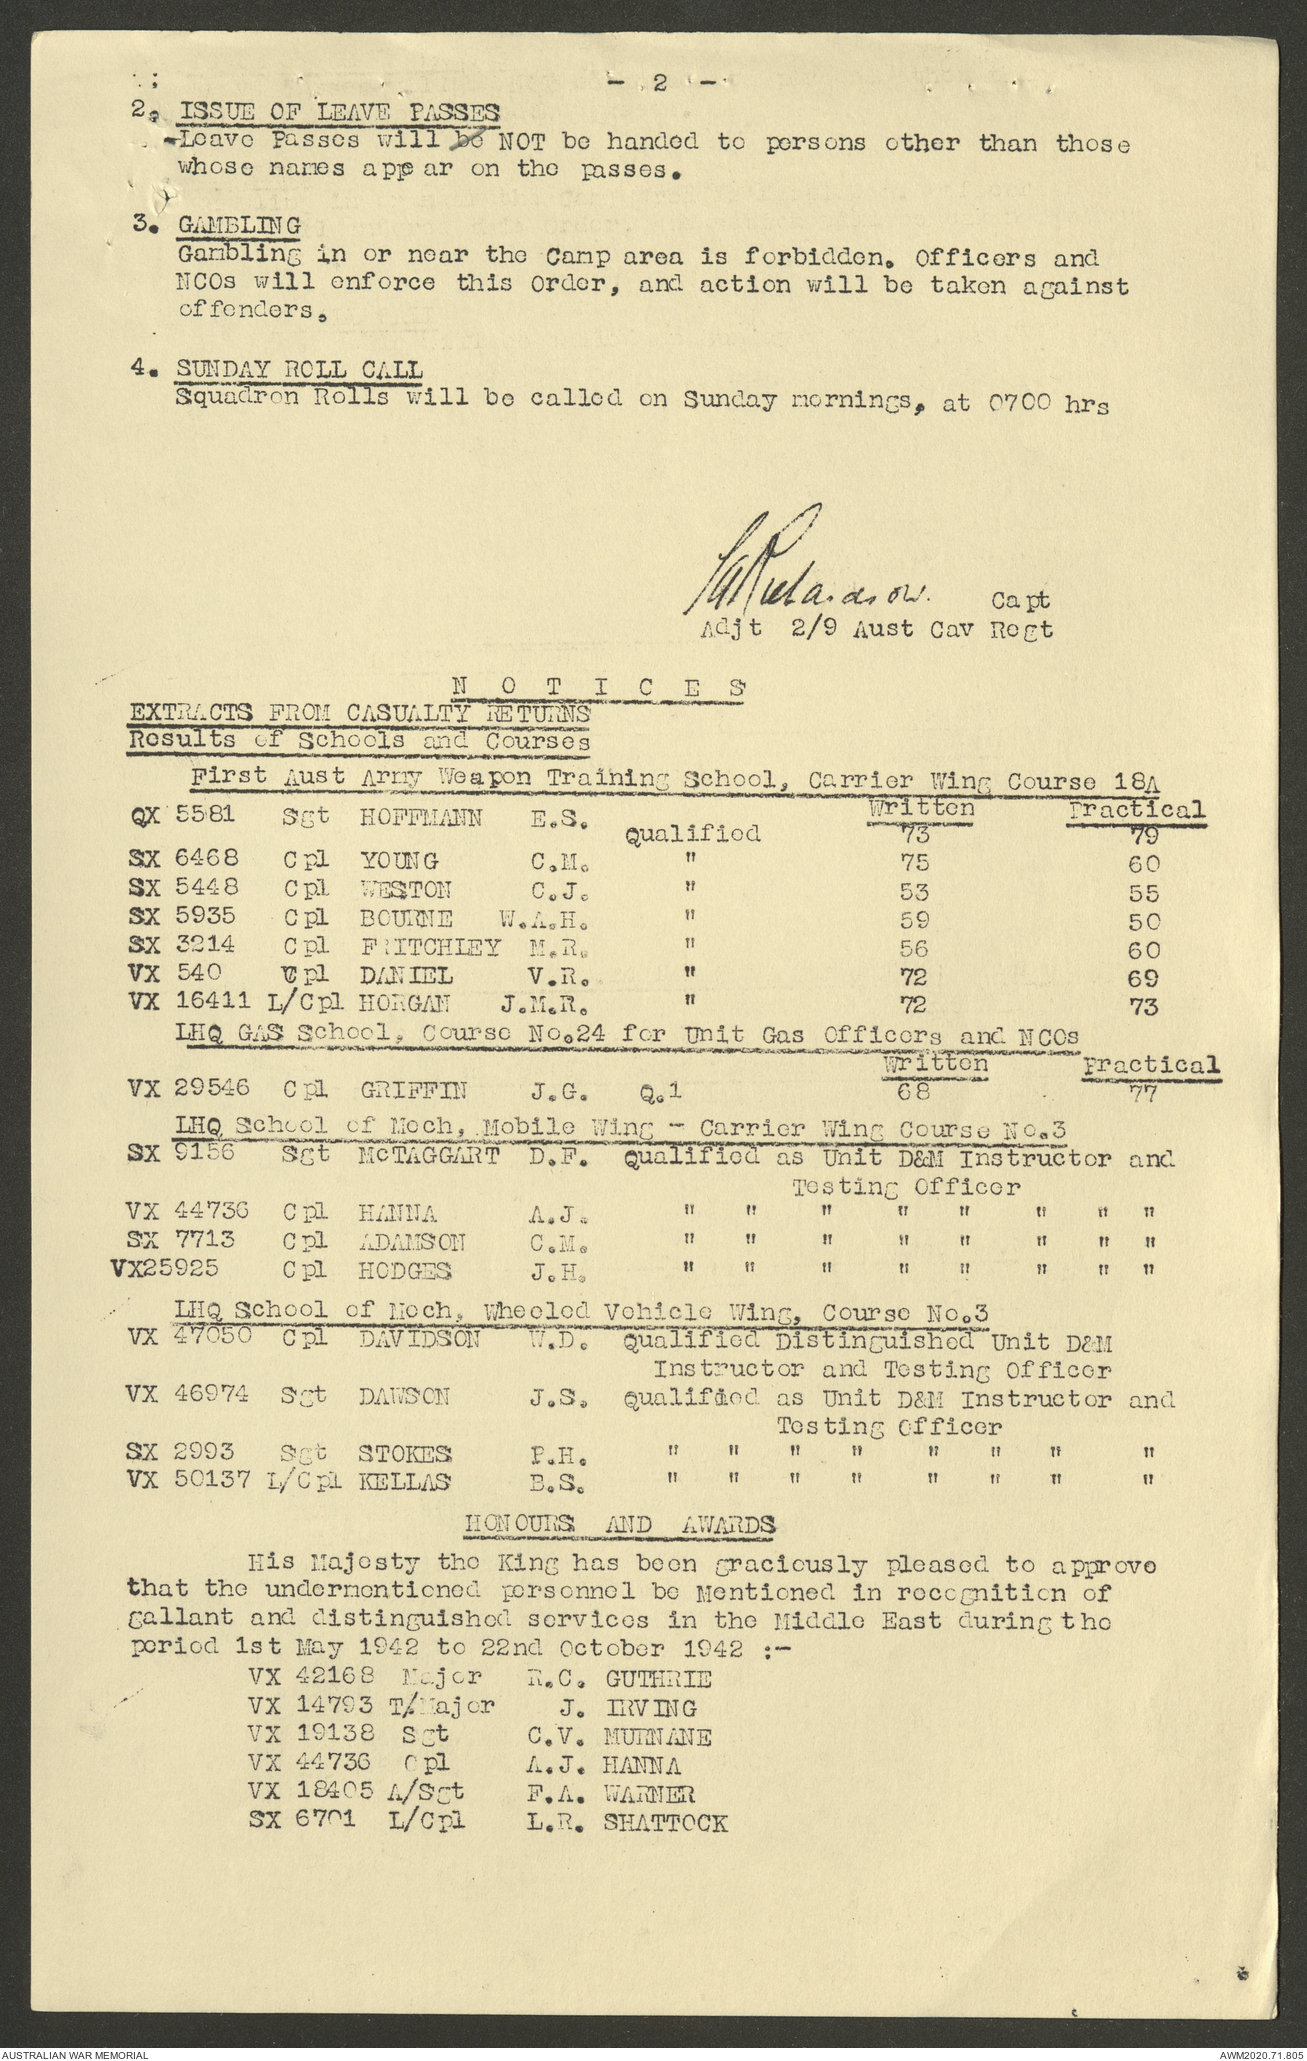 - 2 -
2. ISSUE OF LEAVE PASSES
Leave Passes will be NOT be handed to persons other than those
whose names appear on the passes.
3. GAMBLING
Gambling in or near the Camp area is forbidden. Officers and
NCOs will enforce this Order, and action will be taken against
offenders.
4. SUNDAY ROLL CALL
Squadron Rolls will be called on Sunday mornings, at 0700 hrs
Richardson. Capt
Adjt 2/9 Aust Cav Regt
N O T I C E S
EXTRACTS FROM CASUALTY RETURNS
Results of Schools and Courses
First Aust Army Weapon Training School, Carrier Wing Course 18A
Written Practical
QX 5581 Sgt HOFFMANN E.S. Qualified 73 79
SX 6468 Cpl YOUNG C.M. " 75 60
SX 5448 Cpl WESTON C.J. " 53 55
SX 5935 Cpl BOURNE W.A.H. " 59 50
SX 3214 Cpl FRITCHLEY M.R. " 56 60
VX 540 Cpl DANIEL V.R. " 72 69
VX 16411 L/Cpl HORGAN J.M.R. " 72 73
LHQ GAS School, Course No.24 for Unit Gas Officers and NCOs
Written Practical
VX 29546 Cpl GRIFFIN J.G. Q.1 68 77
LHQ School of Mech, Mobile Wing - Carrier Wing Course No.3
SX 9156 Sgt McTAGGART D.F. Qualified as Unit D&M Instructor and
Testing Officer
VX 44736 Cpl HANNA A.J. " " " " " " " "
SX 7713 Cpl ADAMSON C.M. " " " " " " " "
VX25925 Cpl HODGES J.H. " " " " " " " "
LHQ School of Mech, Wheeled Vehicle Wing, Course No.3
VX 47050 Cpl DAVIDSON W.D. Qualified Distinguished Unit D&M
Instructor and Testing Officer
VX 46974 Sgt DAWSON J.S. Qualified as Unit D&M Instructor and
Testing Officer
SX 2993 Sgt STOKES P.H. " " " " " " " "
VX 50137 L/Cpl KELLAS B.S. " " " " " " " "
HONOURS AND AWARDS
His Majesty the King has been graciously pleased to approve
that the undermentioned personnel be Mentioned in recognition of
gallant and distinguished services in the Middle East during the
period 1st May 1942 to 22nd October 1942 :-
VX 42168 Major R.C. GUTHRIE
VX 14793 T/Major J. IRVING
VX 19138 Sgt C.V. MURNANE
VX 44736 Cpl A.J. HANNA
VX 18405 A/Sgt F.A. WARNER
SX 6701 L/Cpl L.R. SHATTOCK
AUSTRALIAN WAR MEMORIAL AWM2020.71.805